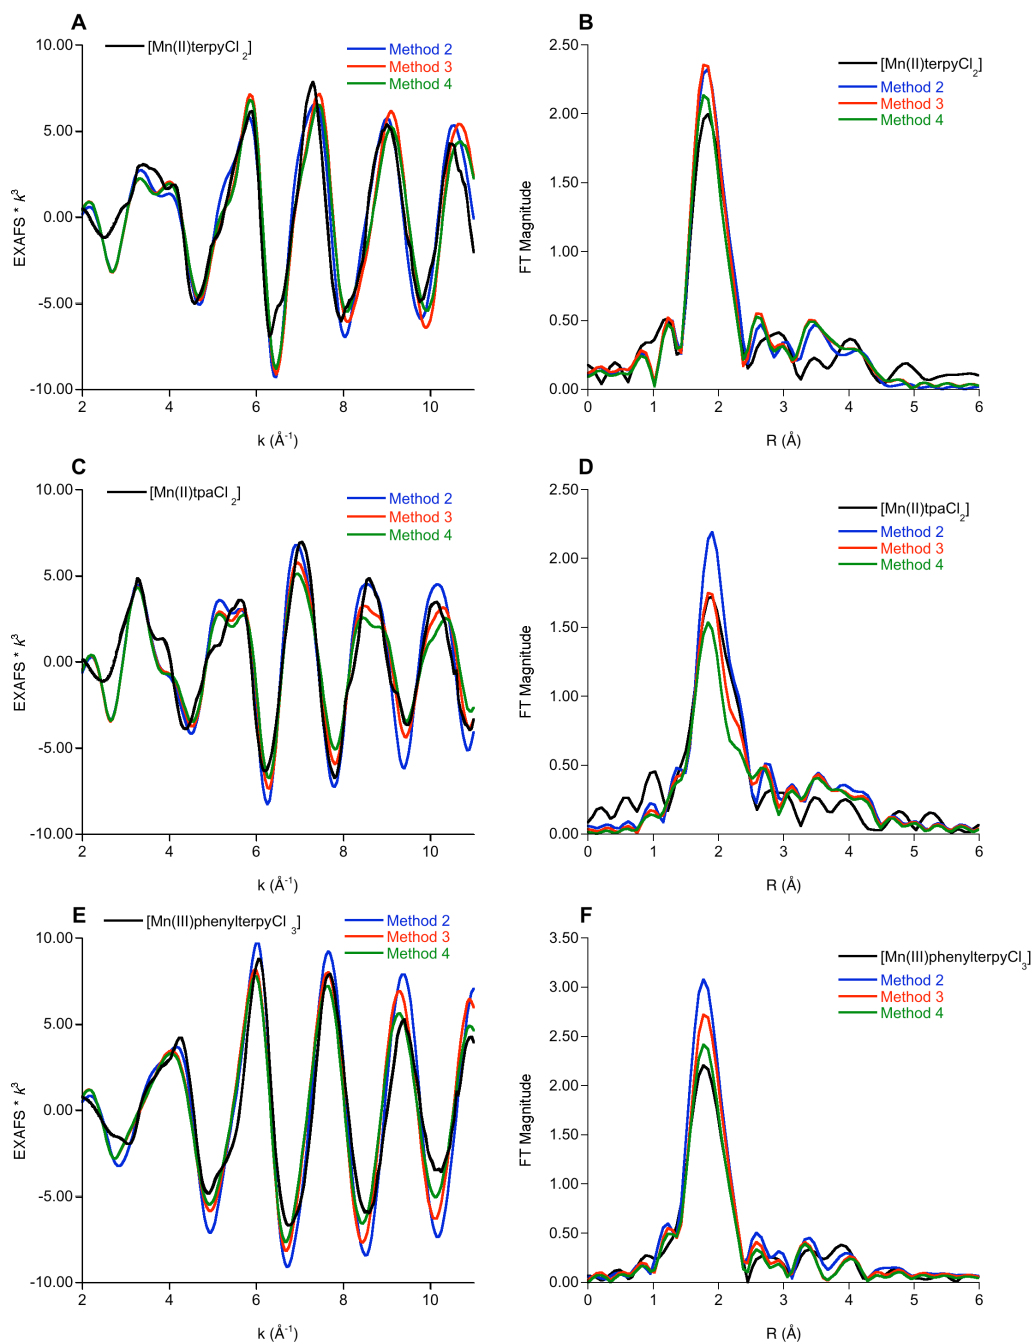 A
[Mn(II)terpyCl2]
Method 2
Method 3
Method 4
10.00
5.00
0.00
-5.00
-10.00
EXAFS * k3
2 4 6 8 10
k (Å-1)
B
[Mn(II)terpyCl2]
Method 2
Method 3
Method 4
2.50
2.00
1.50
1.00
0.50
0.00
FT Magnitude
0 1 2 3 4 5 6
R (Å)
C
[Mn(II)tpaCl2]
Method 2
Method 3
Method 4
10.00
5.00
0.00
-5.00
-10.00
EXAFS * k3
2 4 6 8 10
k (Å-1)
D
[Mn(II)tpaCl2]
Method 2
Method 3
Method 4
2.50
2.00
1.50
1.00
0.50
0.00
FT Magnitude
0 1 2 3 4 5 6
R (Å)
E
[Mn(III)phenylterpyCl3]
Method 2
Method 3
Method 4
10.00
5.00
0.00
-5.00
-10.00
EXAFS * k3
2 4 6 8 10
k (Å-1)
F
[Mn(III)phenylterpyCl3]
Method 2
Method 3
Method 4
3.50
3.00
2.50
2.00
1.50
1.00
0.50
0.00
FT Magnitude
0 1 2 3 4 5 6
R (Å)